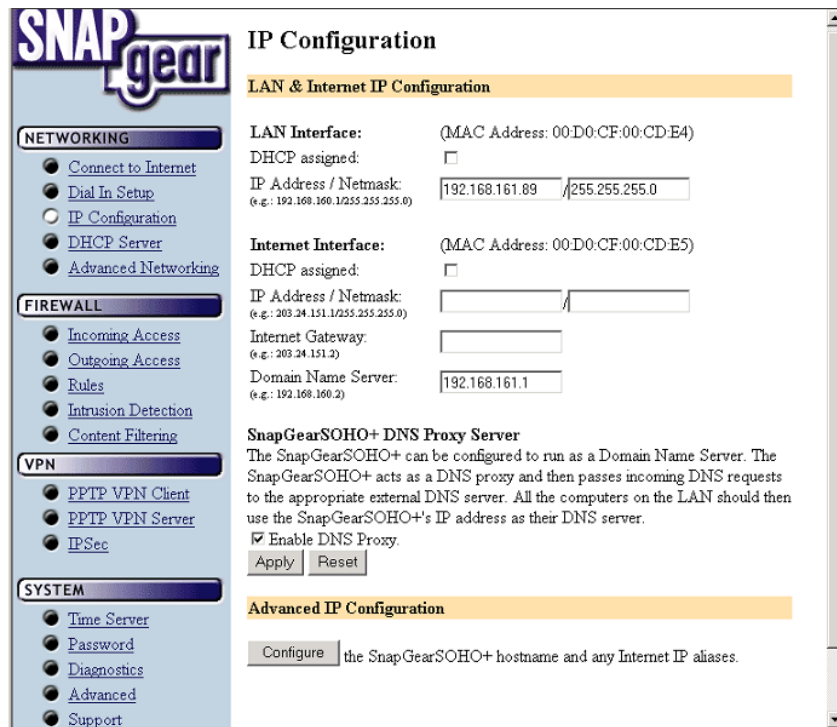 SNAP
gear
NETWORKING
Connect to Internet
Dial In Setup
IP Configuration
DHCP Server
Advanced Networking
FIREWALL
Incoming Access
Outgoing Access
Rules
Intrusion Detection
Content Filtering
VPN
PPTP VPN Client
PPTP VPN Server
IPSec
SYSTEM
Time Server
Password
Diagnostics
Advanced
Support
IP Configuration
LAN & Internet IP Configuration
LAN Interface: (MAC Address: 00:D0:CF:00:CD:E4)
DHCP assigned:
IP Address / Netmask: 192.168.161.89 / 255.255.255.0
(e.g.: 192.168.160.1/255.255.255.0)
Internet Interface: (MAC Address: 00:D0:CF:00:CD:E5)
DHCP assigned:
IP Address / Netmask: /
(e.g.: 203.24.151.1/255.255.255.0)
Internet Gateway:
(e.g.: 203.24.151.2)
Domain Name Server: 192.168.161.1
(e.g.: 192.168.160.2)
SnapGearSOHO+ DNS Proxy Server
The SnapGearSOHO+ can be configured to run as a Domain Name Server. The
SnapGearSOHO+ acts as a DNS proxy and then passes incoming DNS requests
to the appropriate external DNS server. All the computers on the LAN should then
use the SnapGearSOHO+'s IP address as their DNS server.
Enable DNS Proxy.
Apply Reset
Advanced IP Configuration
Configure the SnapGearSOHO+ hostname and any Internet IP aliases.